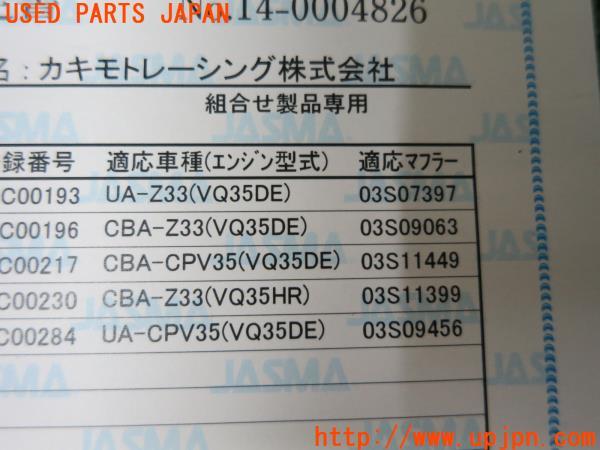 USED PARTS JAPAN
No.14-0004826
名:カキモトレーシング株式会社
組合せ製品専用
録番号 適応車種(エンジン型式) 適応マフラー
C00193 UA-Z33(VQ35DE) 03S07397
C00196 CBA-Z33(VQ35DE) 03S09063
C00217 CBA-CPV35(VQ35DE) 03S11449
C00230 CBA-Z33(VQ35HR) 03S11399
C00284 UA-CPV35(VQ35DE) 03S09456
JASMA
http://www.upjpn.com/